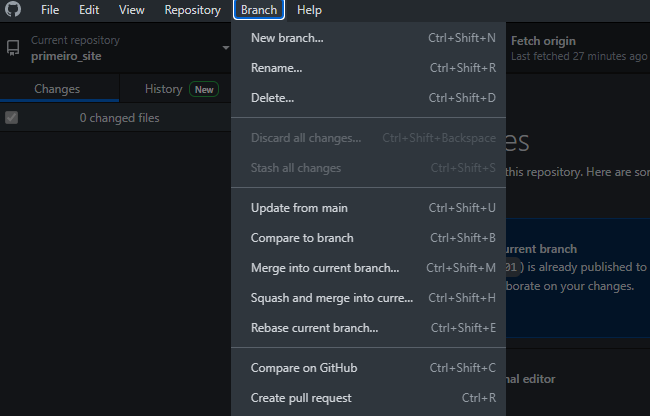 File Edit View Repository Branch Help
Current repository
primeiro_site
Fetch origin
Last fetched 27 minutes ago
Changes
History New
0 changed files
New branch... Ctrl+Shift+N
Rename... Ctrl+Shift+R
Delete... Ctrl+Shift+D
Discard all changes... Ctrl+Shift+Backspace
Stash all changes Ctrl+Shift+S
Update from main Ctrl+Shift+U
Compare to branch Ctrl+Shift+B
Merge into current branch... Ctrl+Shift+M
Squash and merge into curre... Ctrl+Shift+H
Rebase current branch... Ctrl+Shift+E
Compare on GitHub Ctrl+Shift+C
Create pull request Ctrl+R
es
this repository. Here are so
urrent branch
01) is already published to
borate on your changes.
nal editor